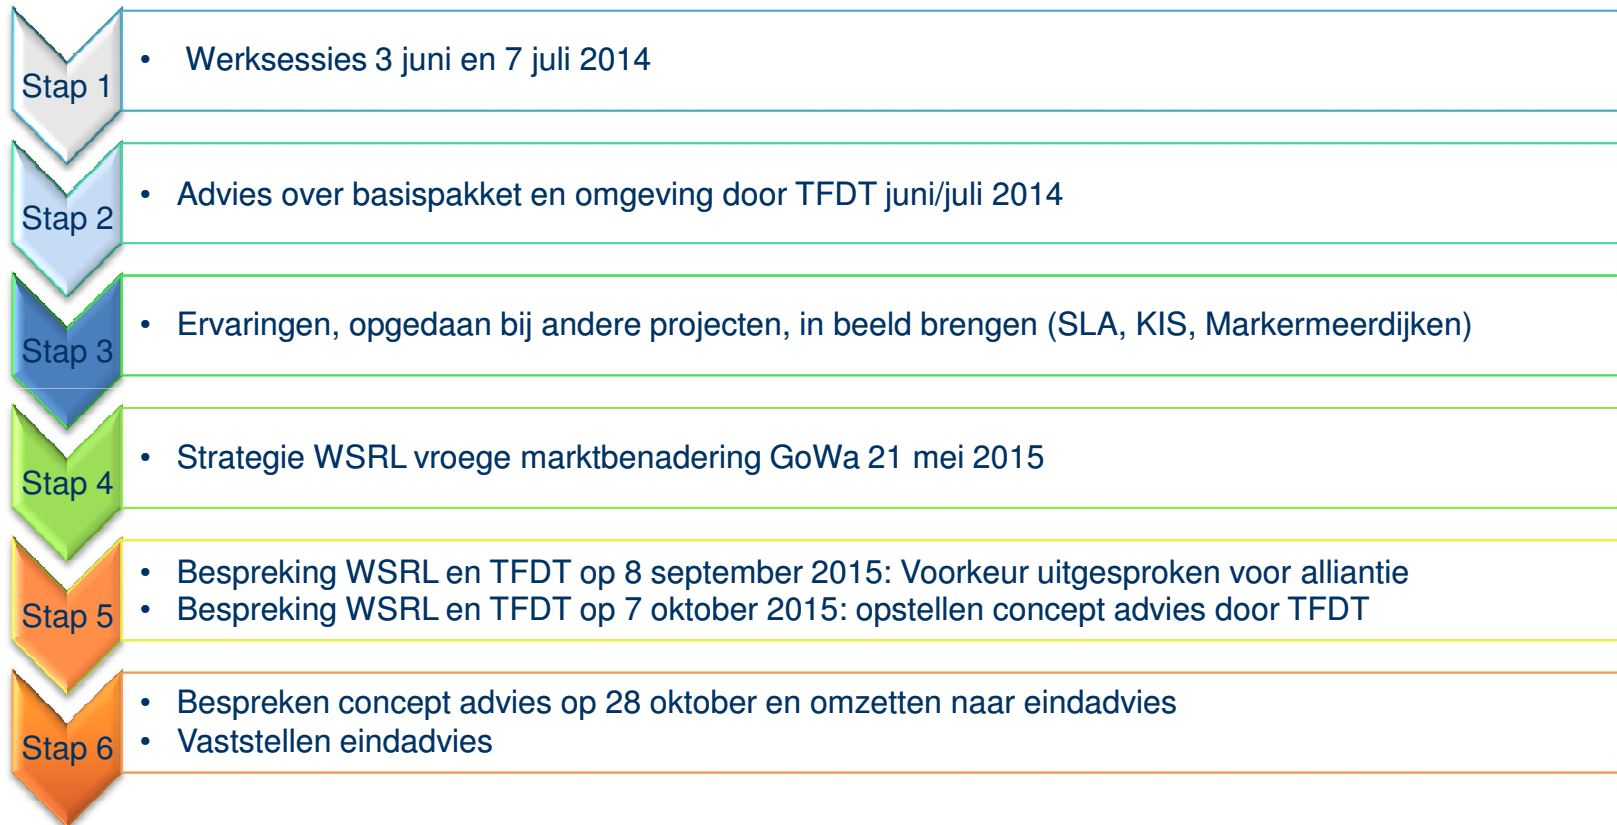 Stap 1
• Werksessies 3 juni en 7 juli 2014
Stap 2
• Advies over basispakket en omgeving door TFDT juni/juli 2014
Stap 3
• Ervaringen, opgedaan bij andere projecten, in beeld brengen (SLA, KIS, Markermeerdijken)
Stap 4
• Strategie WSRL vroege marktbenadering GoWa 21 mei 2015
Stap 5
• Bespreking WSRL en TFDT op 8 september 2015: Voorkeur uitgesproken voor alliantie
• Bespreking WSRL en TFDT op 7 oktober 2015: opstellen concept advies door TFDT
Stap 6
• Bespreken concept advies op 28 oktober en omzetten naar eindadvies
• Vaststellen eindadvies